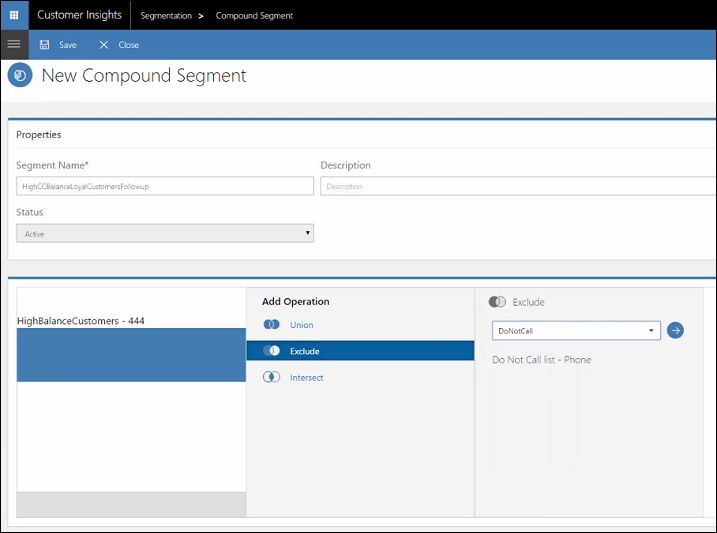 Customer Insights Segmentation > Compound Segment
Save Close
New Compound Segment
Properties
Segment Name* Description
HighCCBalanceLoyalCustomersFollowup Description
Status
Active
Add Operation Exclude
HighBalanceCustomers - 444 Union DoNotCall
Exclude
Do Not Call list - Phone
Intersect